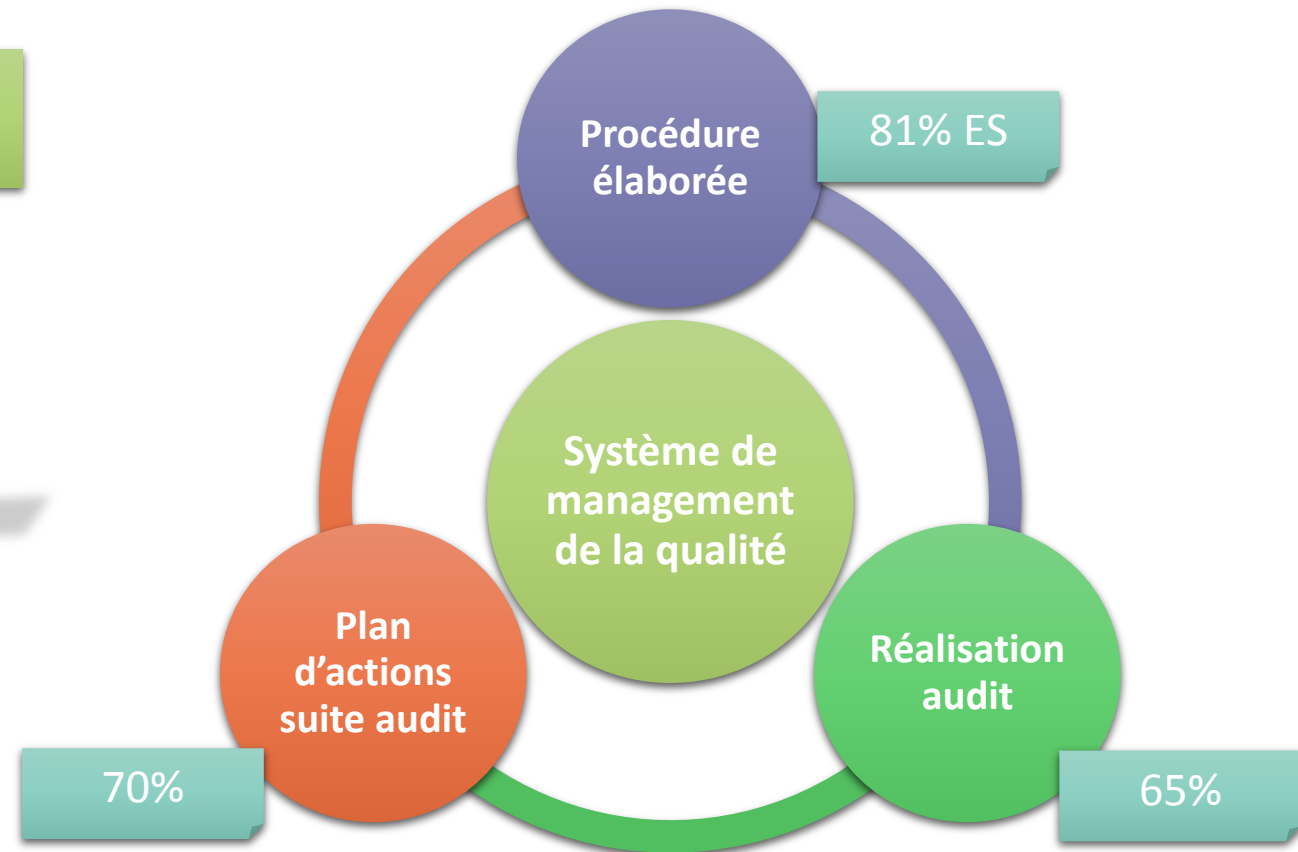 Procédure
élaborée
81% ES
Système de
management
de la qualité
Plan
d’actions
suite audit
70%
Réalisation
audit
65%